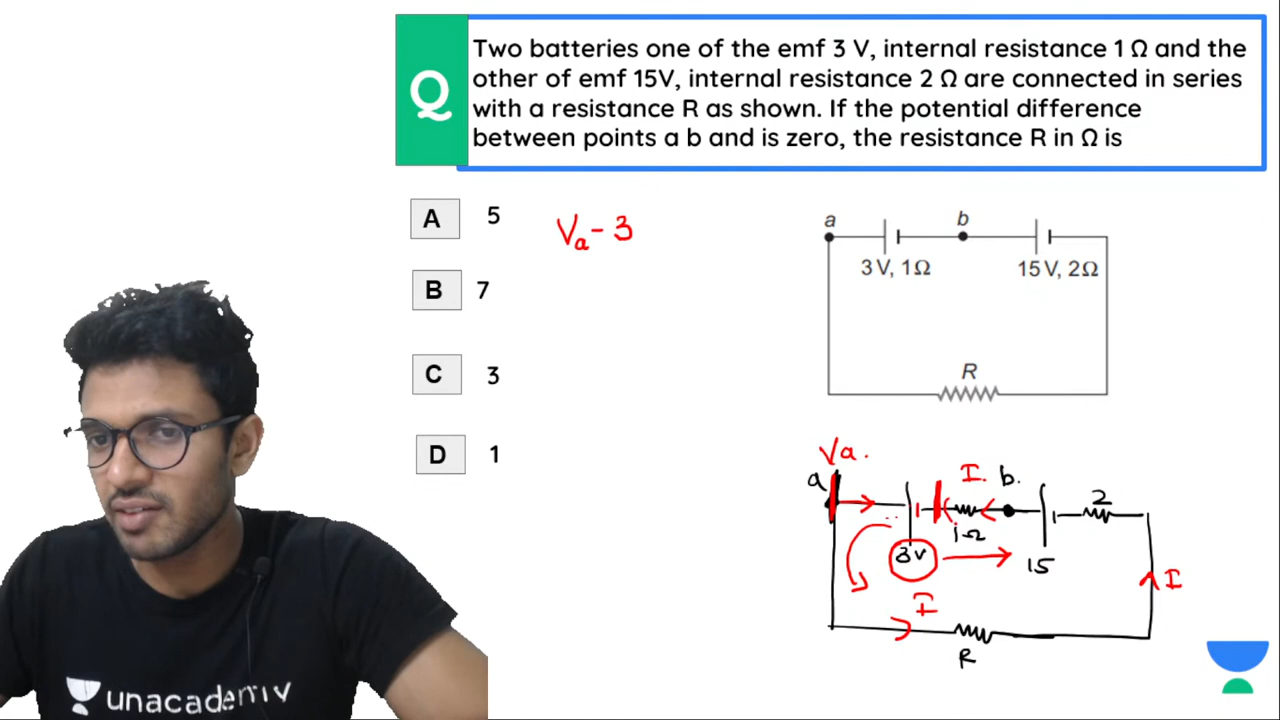 Q
Two batteries one of the emf 3 V, internal resistance 1 Ω and the
other of emf 15V, internal resistance 2 Ω are connected in series
with a resistance R as shown. If the potential difference
between points a b and is zero, the resistance R in Ω is
A 5
Va - 3
B 7
C 3
D 1
a b
3 V, 1Ω 15 V, 2Ω
R
Va.
a I. b. 2
1Ω
3V 15
I I
R
unacademy